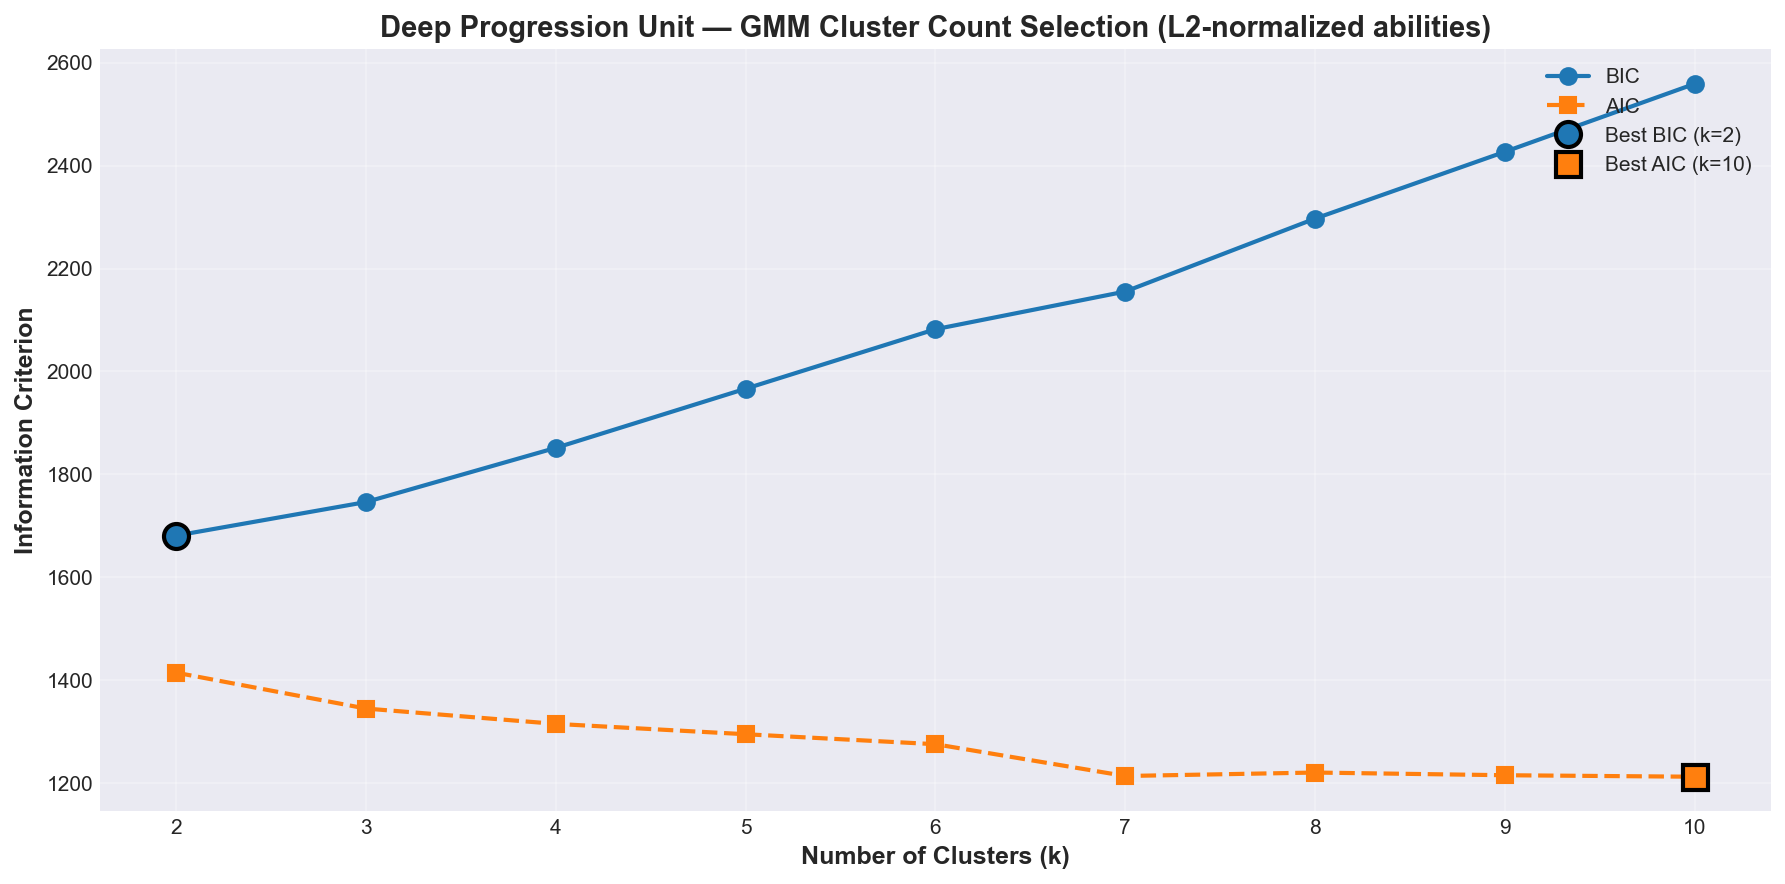 Deep Progression Unit — GMM Cluster Count Selection (L2-normalized abilities)
BIC
AIC
Best BIC (k=2)
Best AIC (k=10)
Information Criterion
2600
2400
2200
2000
1800
1600
1400
1200
2 3 4 5 6 7 8 9 10
Number of Clusters (k)